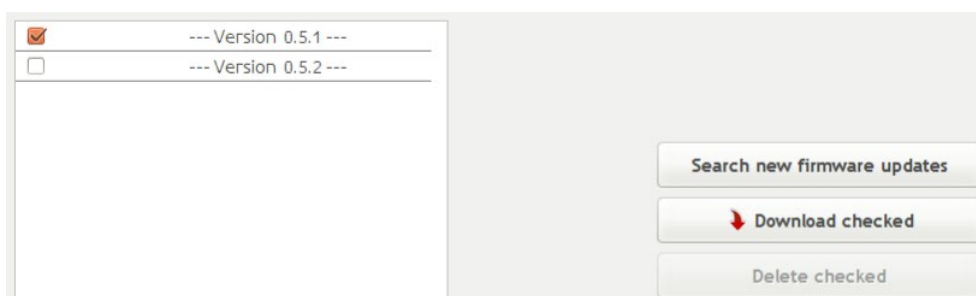 --- Version 0.5.1 ---
--- Version 0.5.2 ---
Search new firmware updates
Download checked
Delete checked